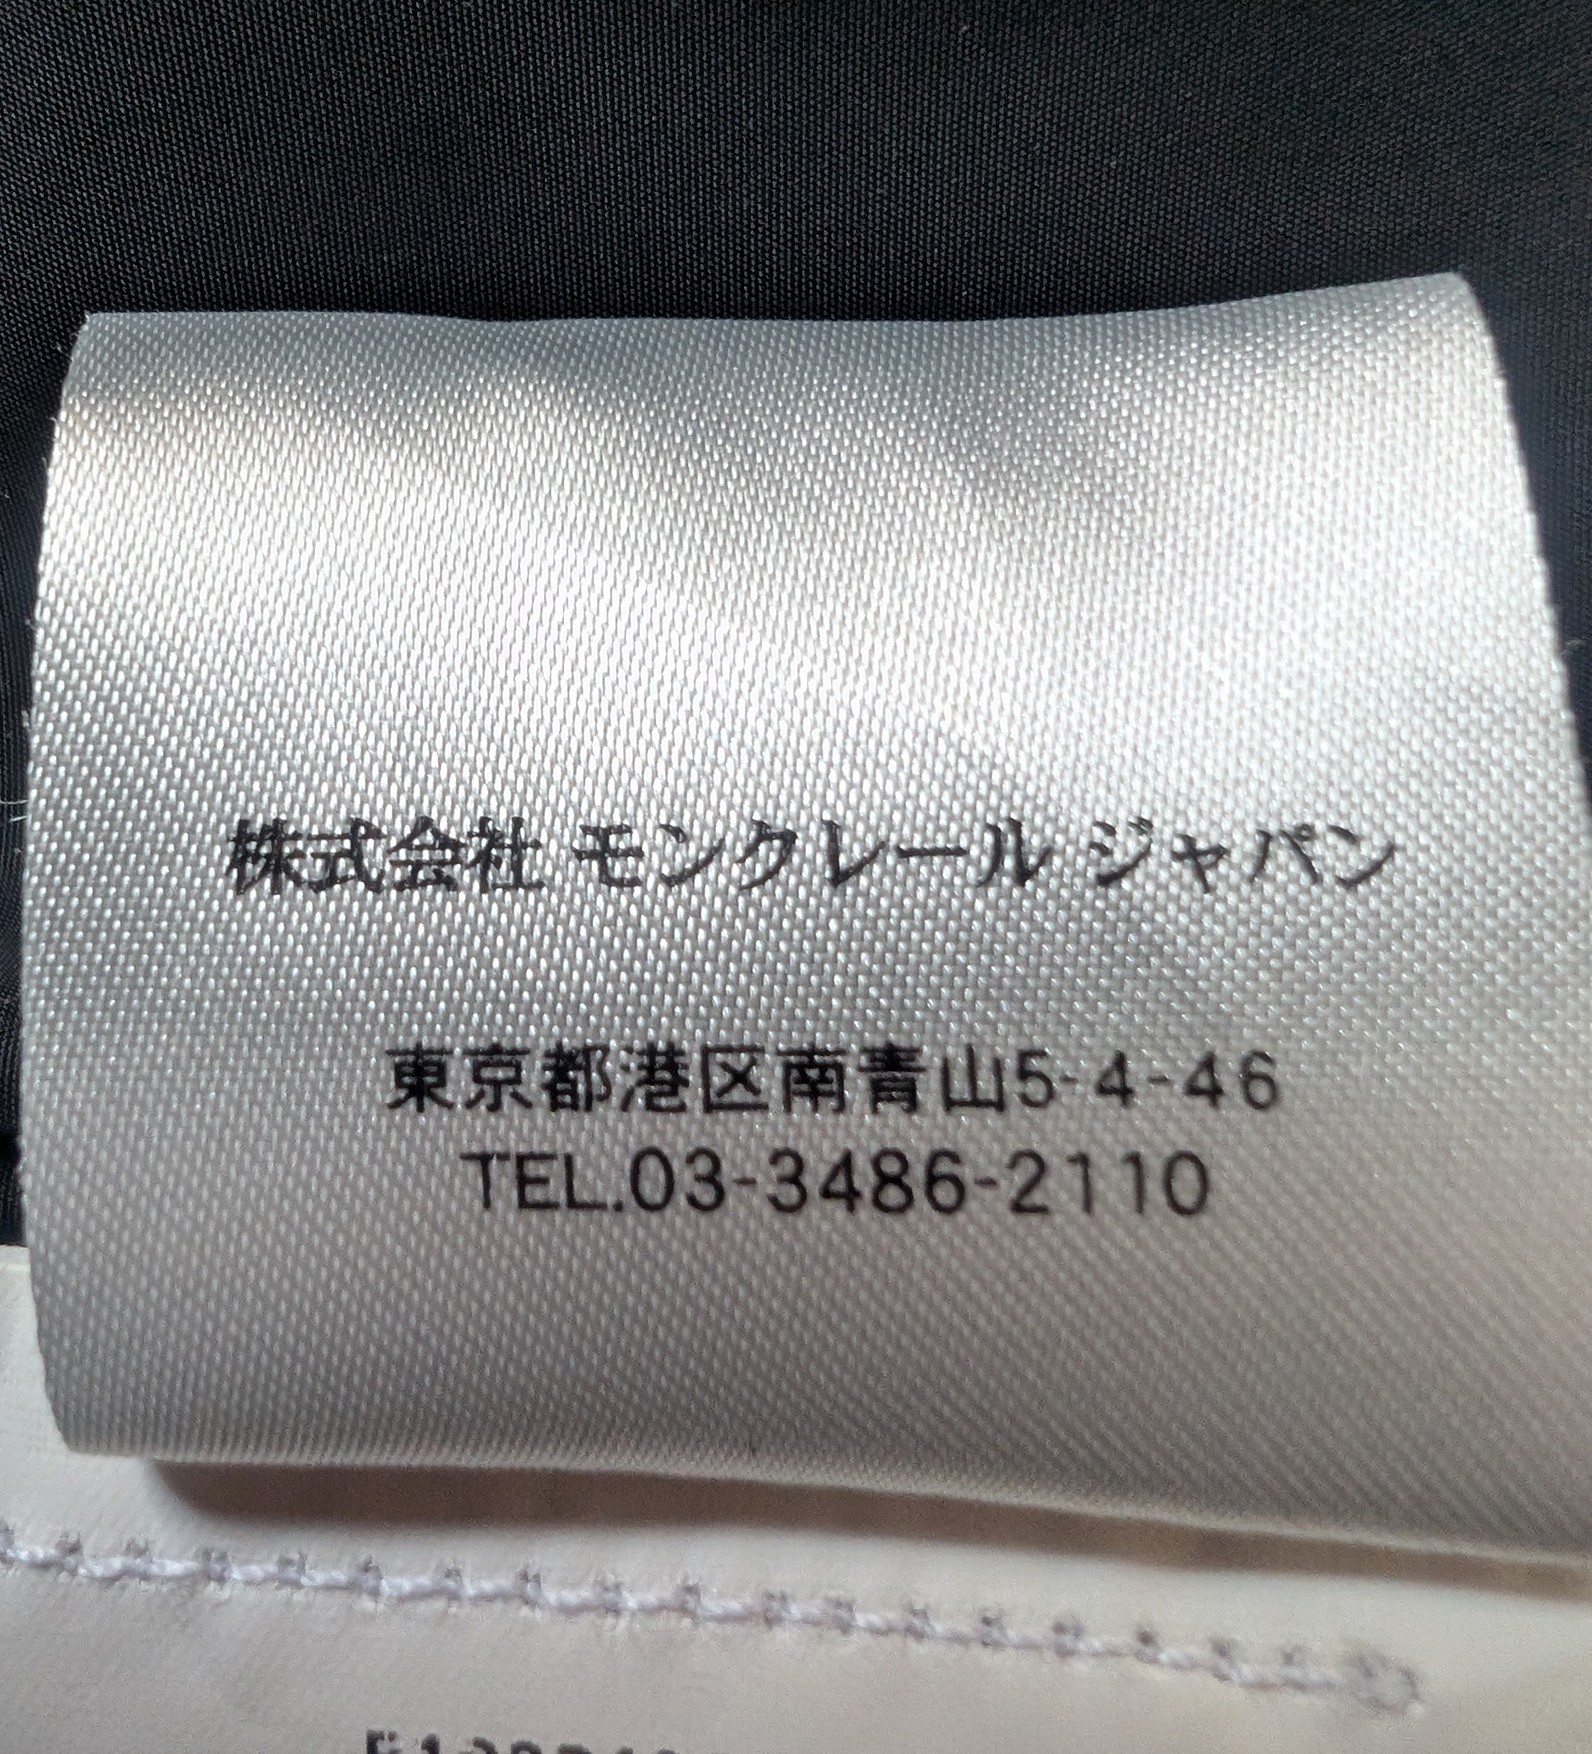 株式会社 モンクレール ジャパン
東京都港区南青山5-4-46
TEL.03-3486-2110